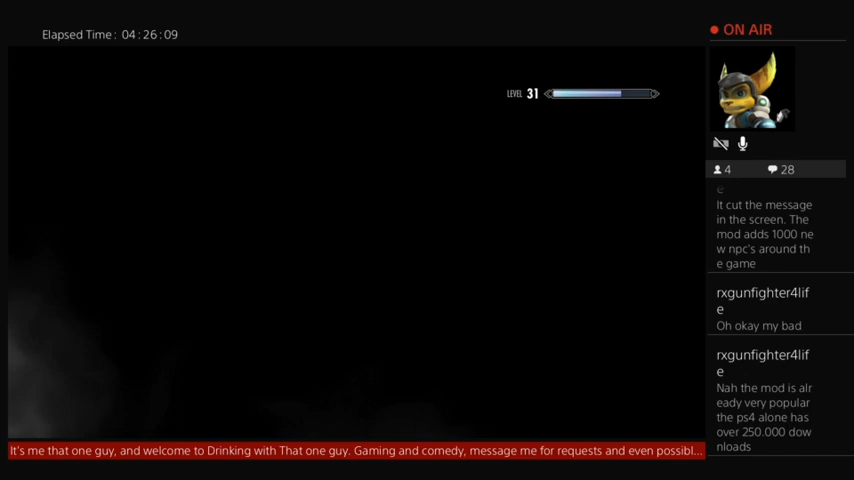 Elapsed Time: 04:26:09
ON AIR
LEVEL 31
4 28
e
It cut the message
in the screen. The
mod adds 1000 ne
w npc's around th
e game
rxgunfighter4lif
e
Oh okay my bad
rxgunfighter4lif
e
Nah the mod is alr
eady very popular
the ps4 alone has
over 250.000 dow
nloads
It's me that one guy, and welcome to Drinking with That one guy. Gaming and comedy, message me for requests and even possibl...